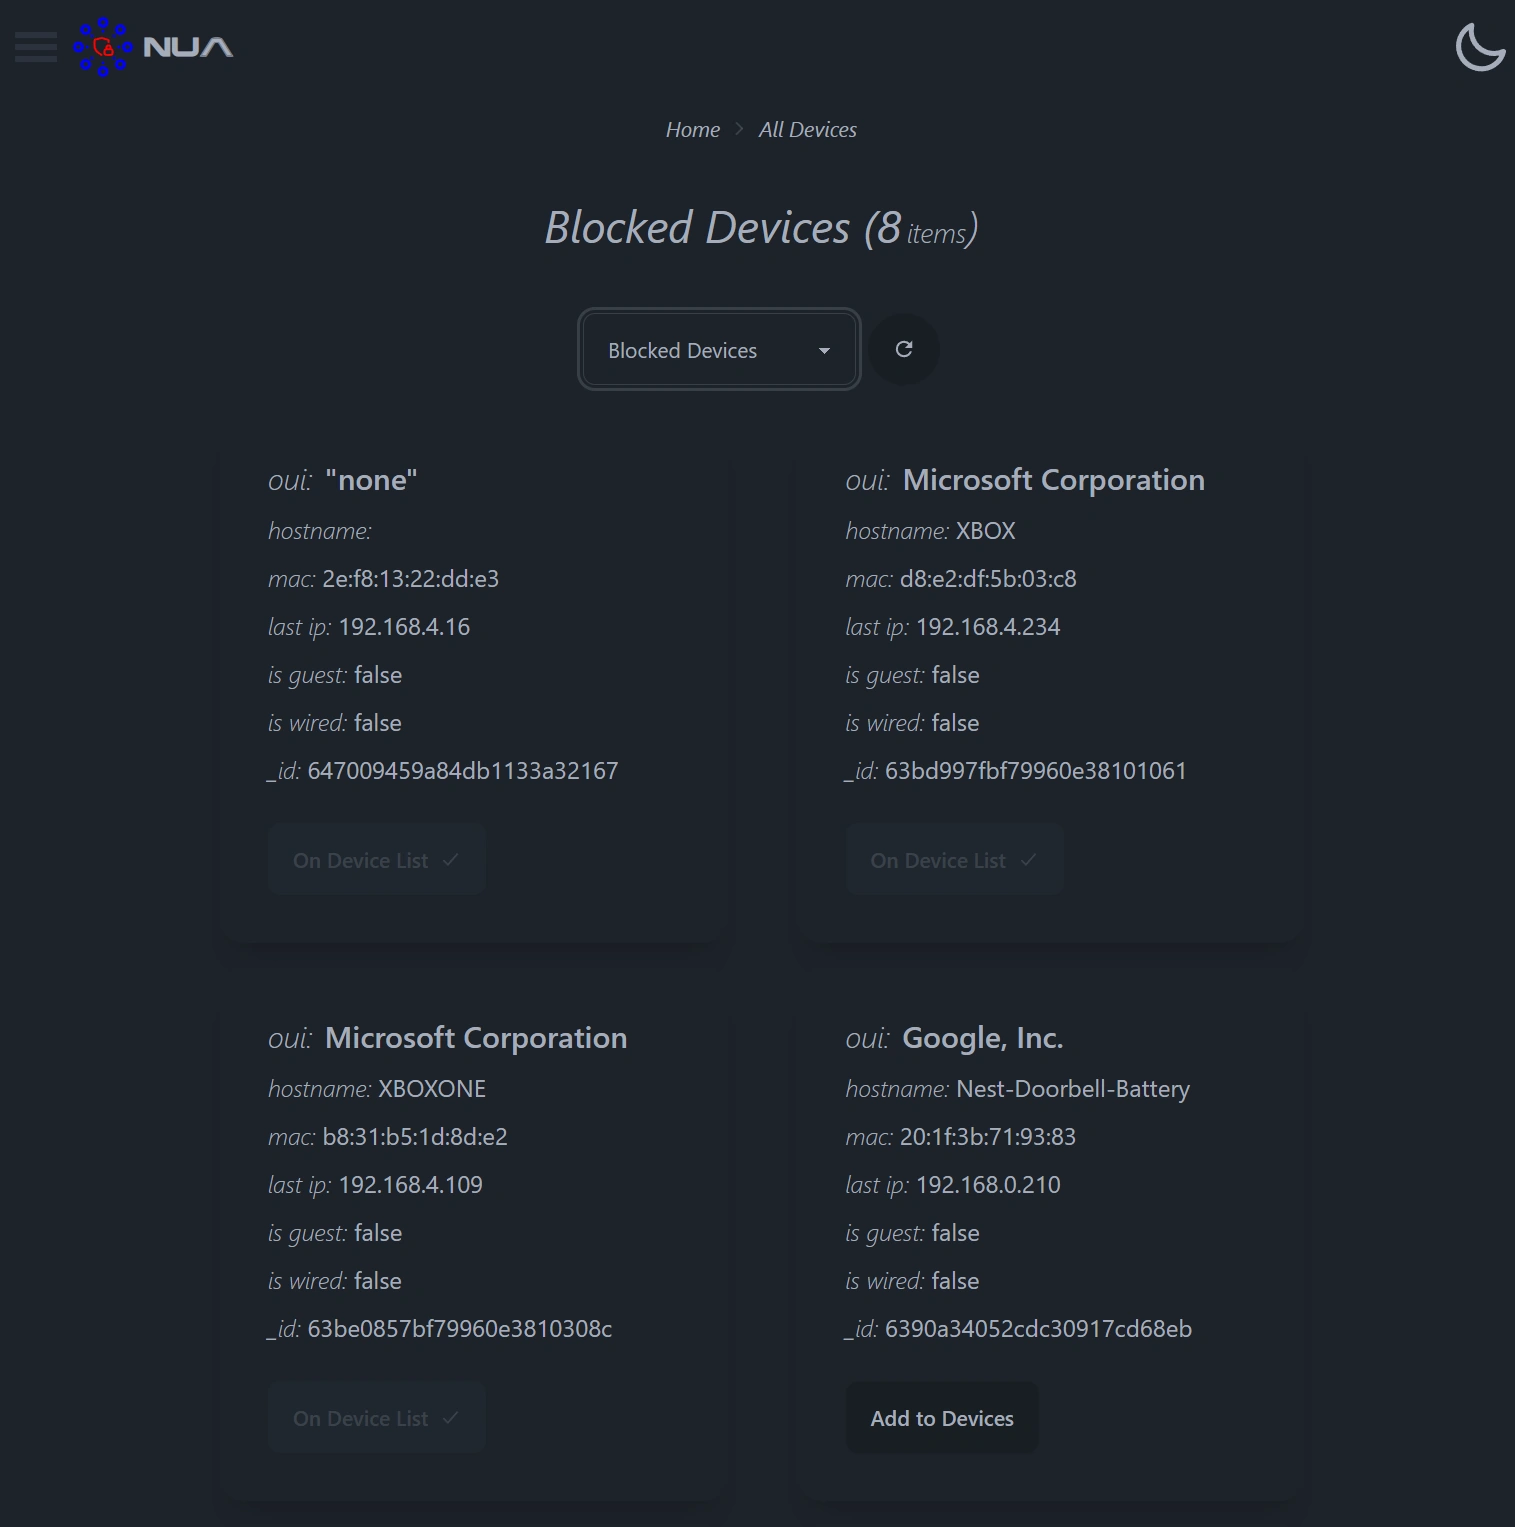 NUA
Home > All Devices
Blocked Devices (8 items)
Blocked Devices
oui: "none"
hostname:
mac: 2e:f8:13:22:dd:e3
last ip: 192.168.4.16
is guest: false
is wired: false
_id: 647009459a84db1133a32167
On Device List ✓
oui: Microsoft Corporation
hostname: XBOX
mac: d8:e2:df:5b:03:c8
last ip: 192.168.4.234
is guest: false
is wired: false
_id: 63bd997fbf79960e38101061
On Device List ✓
oui: Microsoft Corporation
hostname: XBOXONE
mac: b8:31:b5:1d:8d:e2
last ip: 192.168.4.109
is guest: false
is wired: false
_id: 63be0857bf79960e3810308c
On Device List ✓
oui: Google, Inc.
hostname: Nest-Doorbell-Battery
mac: 20:1f:3b:71:93:83
last ip: 192.168.0.210
is guest: false
is wired: false
_id: 6390a34052cdc30917cd68eb
Add to Devices